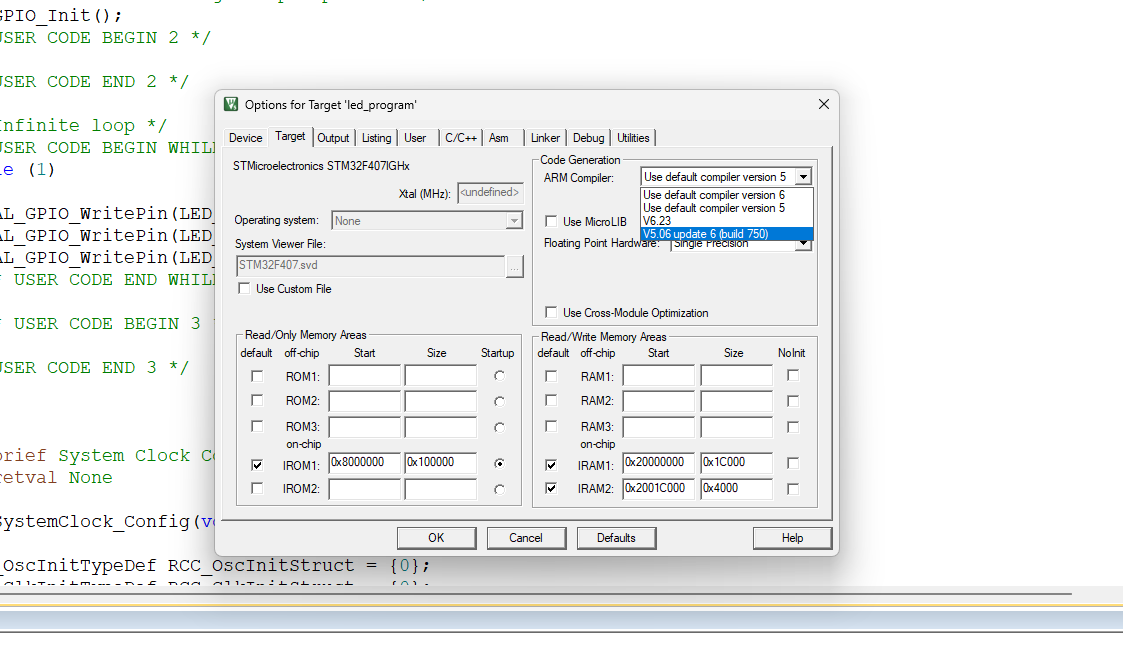 GPIO_Init();
USER CODE BEGIN 2 */
USER CODE END 2 */
Infinite loop */
USER CODE BEGIN WHIL
le (1)
AL_GPIO_WritePin(LED_
AL_GPIO_WritePin(LED_
AL_GPIO_WritePin(LED_
USER CODE END WHIL
USER CODE BEGIN 3
USER CODE END 3 */
brief System Clock Co
retval None
SystemClock_Config(vo
_OscInitTypeDef RCC_OscInitStruct = {0};
_ClkInitTypeDef RCC_ClkInitStruct = {0};
Options for Target 'led_program'
Device Target Output Listing User C/C++ Asm Linker Debug Utilities
STMicroelectronics STM32F407IGHx
Xtal (MHz): <undefined>
Operating system: None
System Viewer File:
STM32F407.svd ...
Use Custom File
Code Generation
ARM Compiler: Use default compiler version 5
Use default compiler version 6
Use default compiler version 5
V6.23
V5.06 update 6 (build 750)
Use MicroLIB
Floating Point Hardware: Single Precision
Use Cross-Module Optimization
Read/Only Memory Areas
default off-chip Start Size Startup
ROM1:
ROM2:
ROM3:
on-chip
IROM1: 0x8000000 0x100000
IROM2:
Read/Write Memory Areas
default off-chip Start Size NoInit
RAM1:
RAM2:
RAM3:
on-chip
IRAM1: 0x20000000 0x1C000
IRAM2: 0x2001C000 0x4000
OK Cancel Defaults Help